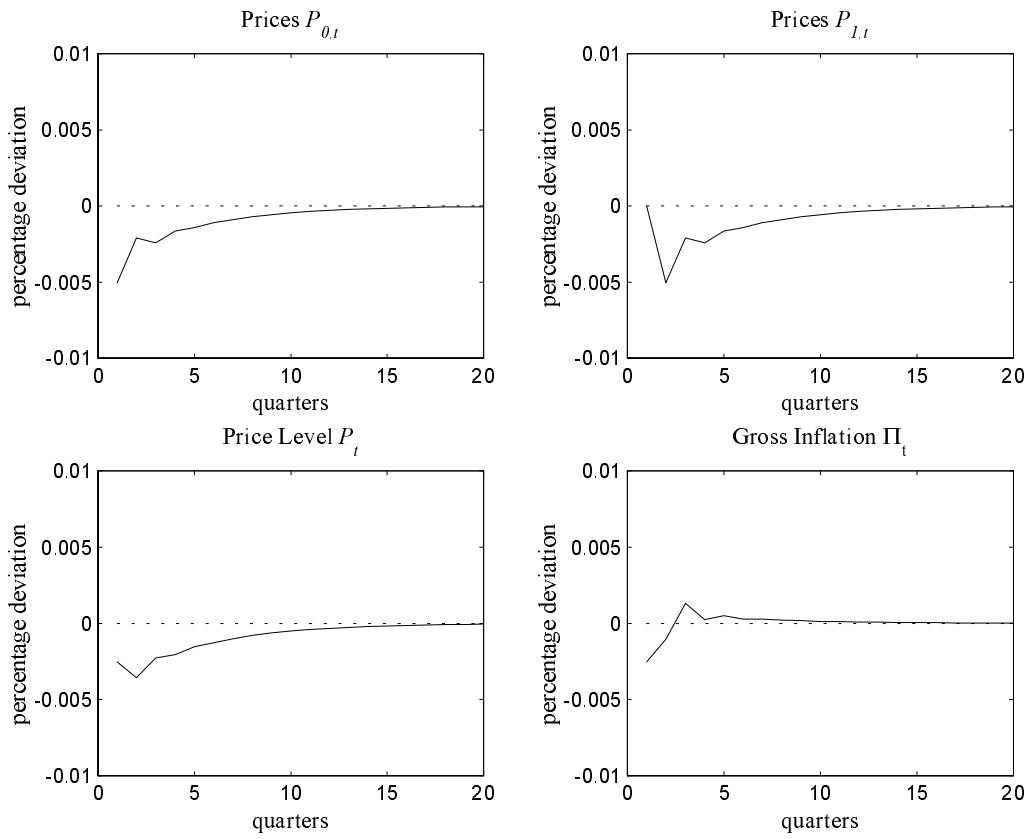 Prices P0,t
0.01
0.005
0
-0.005
-0.01
percentage deviation
0 5 10 15 20
quarters
Prices P1,t
0.01
0.005
0
-0.005
-0.01
percentage deviation
0 5 10 15 20
quarters
Price Level Pt
0.01
0.005
0
-0.005
-0.01
percentage deviation
0 5 10 15 20
quarters
Gross Inflation Πt
0.01
0.005
0
-0.005
-0.01
percentage deviation
0 5 10 15 20
quarters